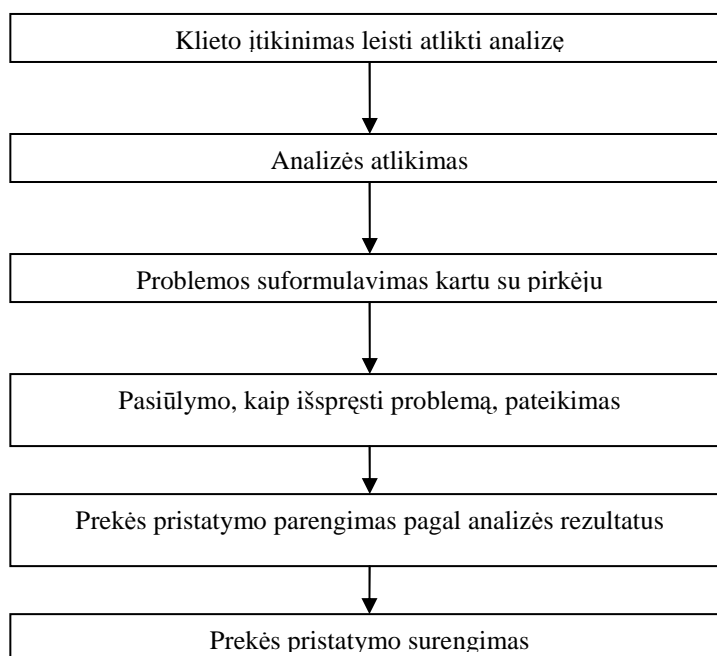 Klieto įtikinimas leisti atlikti analizę
Analizės atlikimas
Problemos suformulavimas kartu su pirkėju
Pasiūlymo, kaip išspręsti problemą, pateikimas
Prekės pristatymo parengimas pagal analizės rezultatus
Prekės pristatymo surengimas